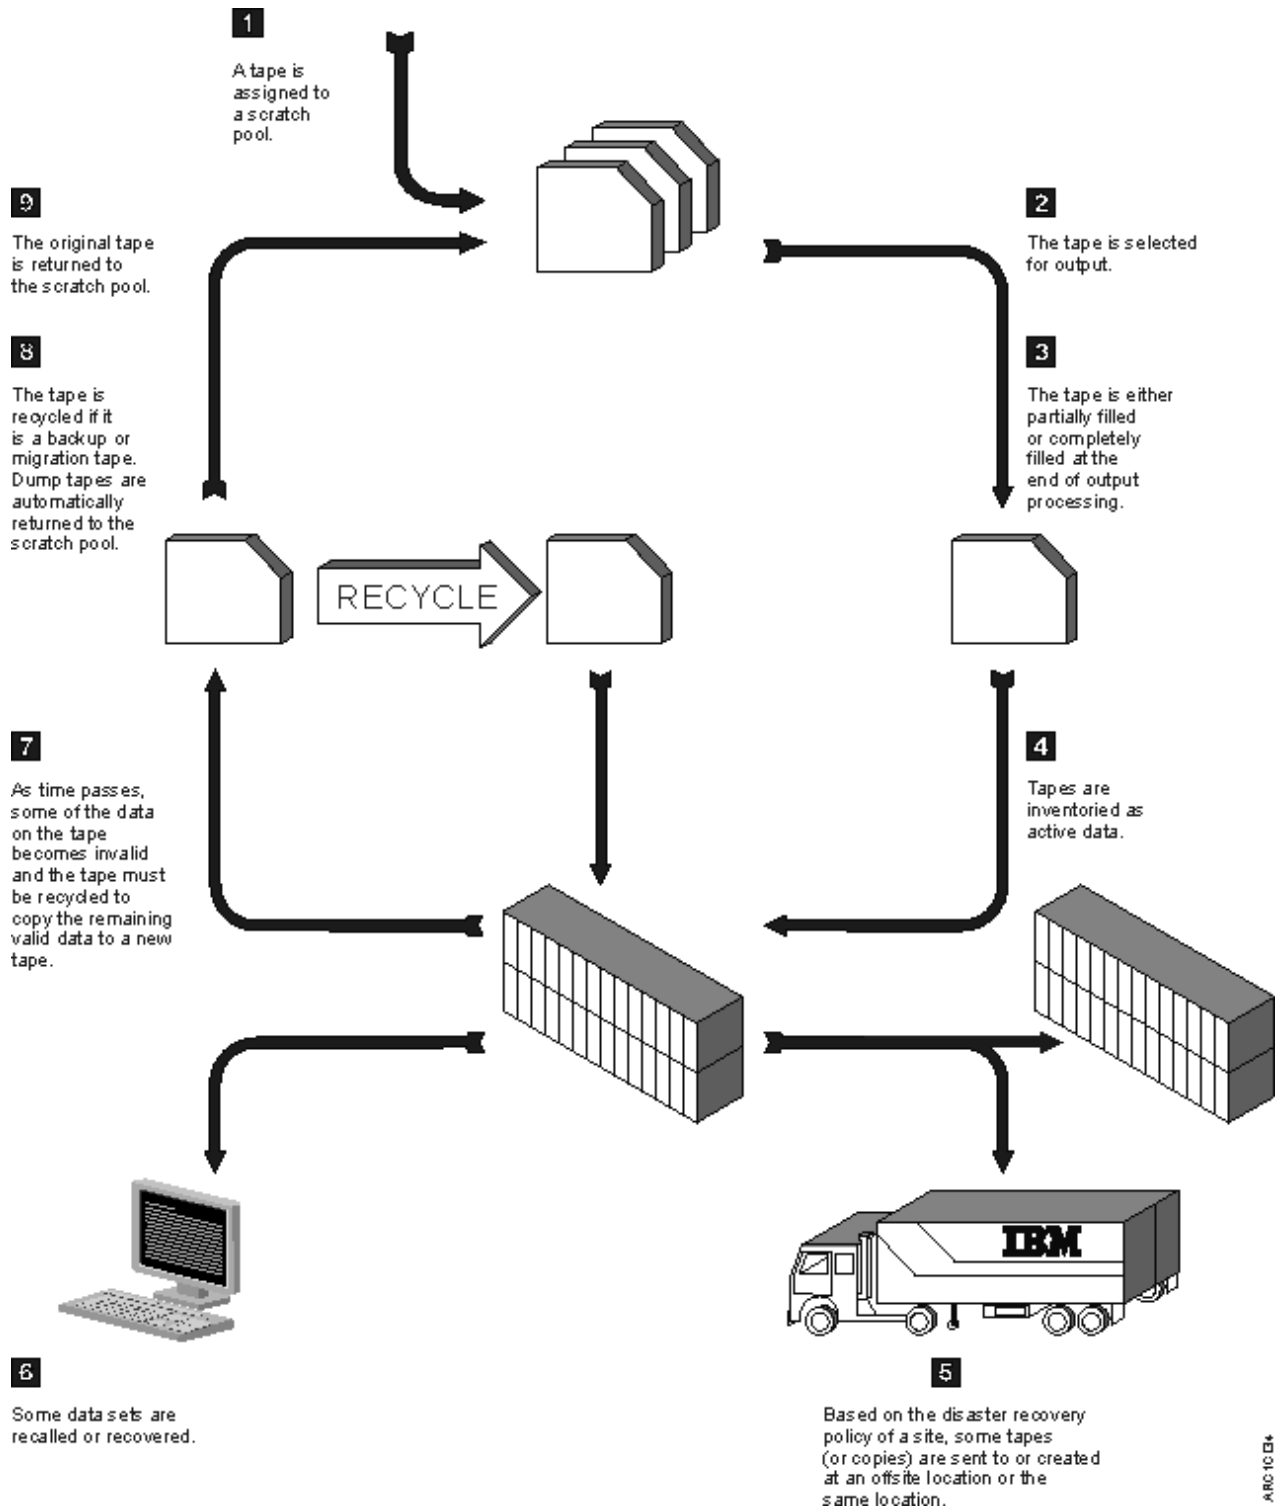 1
A tape is
assigned to
a scratch
pool.
9
The original tape
is returned to
the scratch pool.
2
The tape is selected
for output.
8
The tape is
recycled if it
is a backup or
migration tape.
Dump tapes are
automatically
returned to the
scratch pool.
3
The tape is either
partially filled
or completely
filled at the
end of output
processing.
RECYCLE
7
As time passes,
some of the data
on the tape
becomes invalid
and the tape must
be recycled to
copy the remaining
valid data to a new
tape.
4
Tapes are
inventoried as
active data.
IBM
6
Some data sets are
recalled or recovered.
5
Based on the disaster recovery
policy of a site, some tapes
(or copies) are sent to or created
at an offsite location or the
same location.